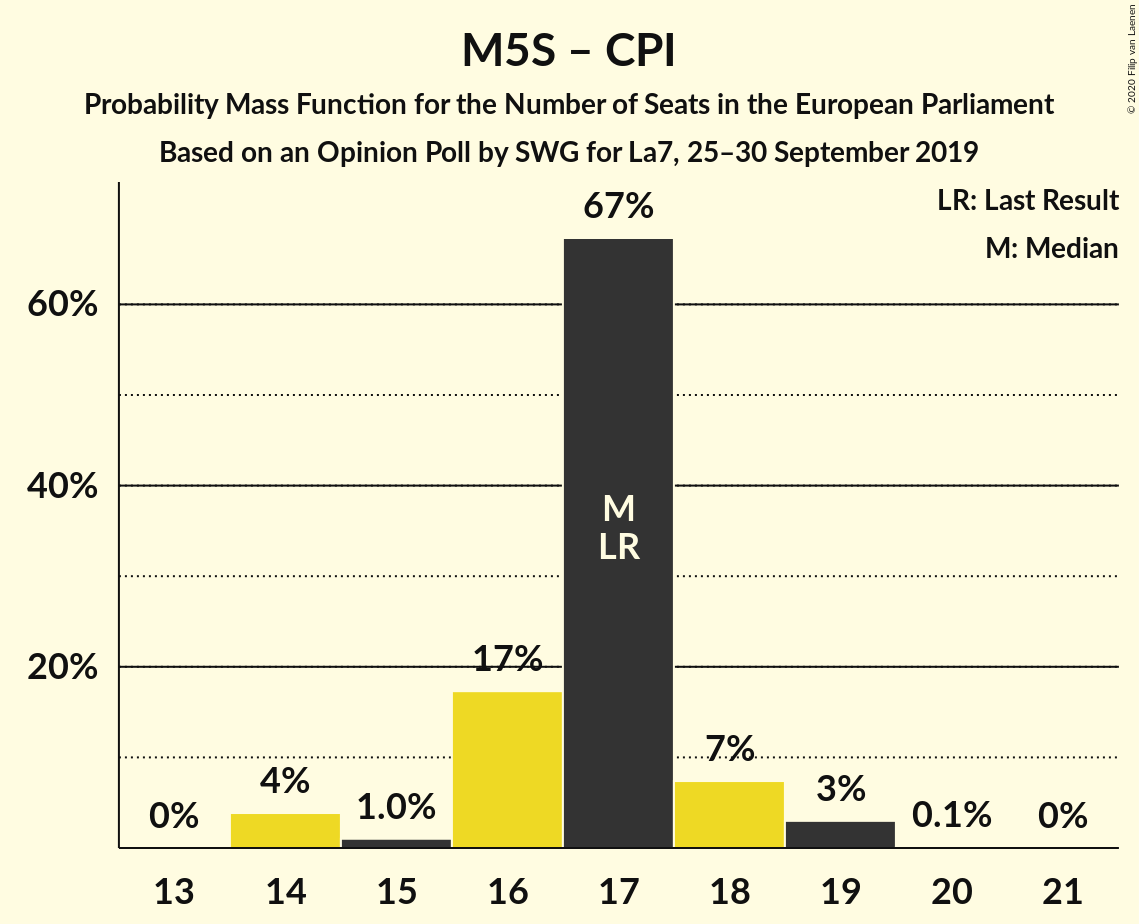 M5S – CPI
Probability Mass Function for the Number of Seats in the European Parliament
Based on an Opinion Poll by SWG for La7, 25–30 September 2019
© 2020 Filip van Laenen
LR: Last Result
M: Median
60%
40%
20%
0%
4%
1.0%
17%
67%
M
LR
7%
3%
0.1%
0%
13 14 15 16 17 18 19 20 21